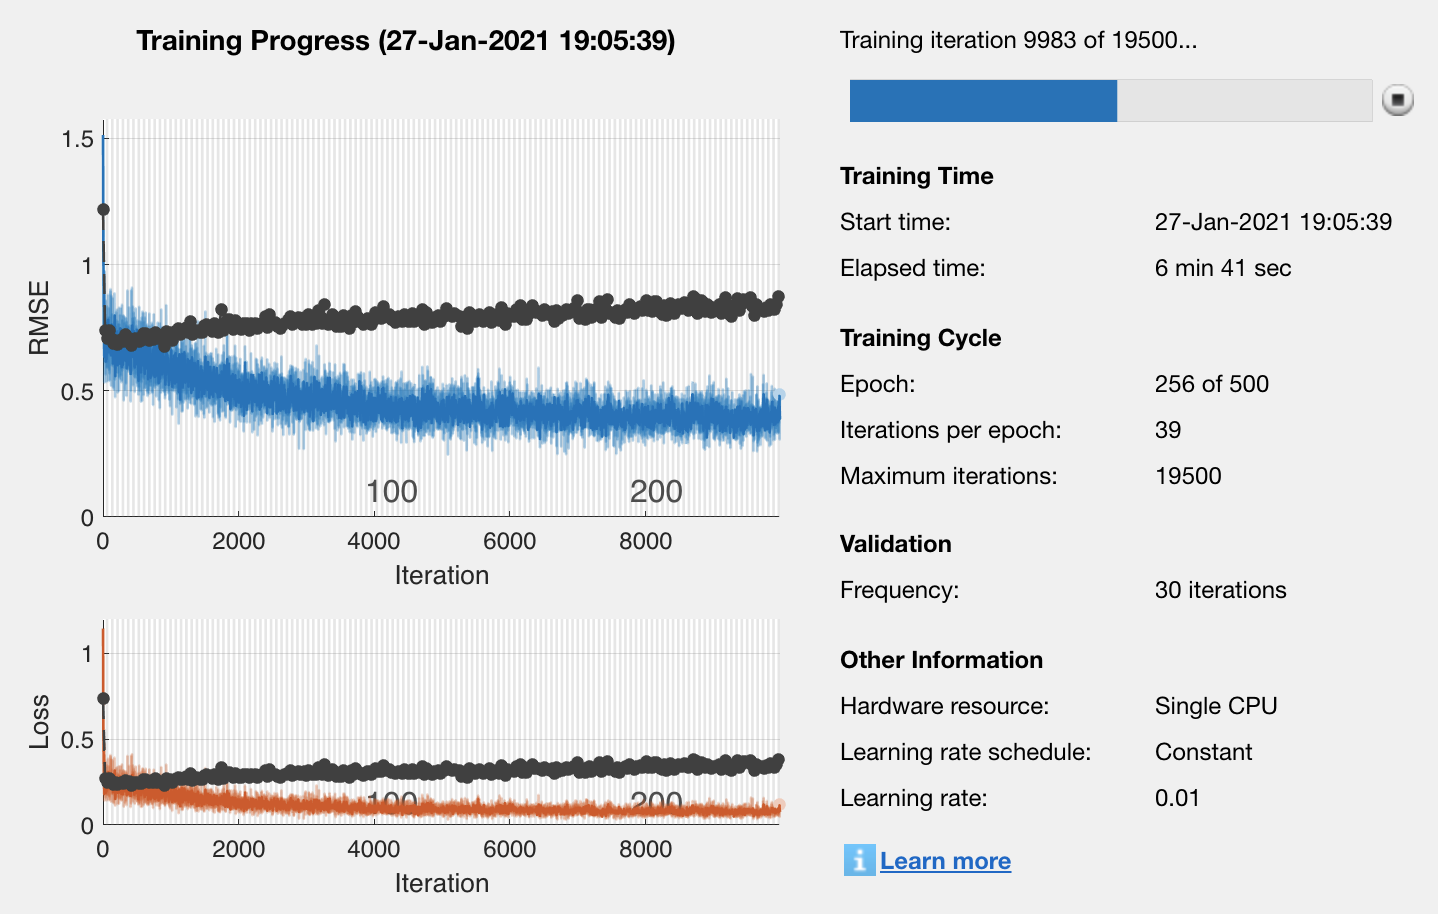 Training Progress (27-Jan-2021 19:05:39)
1.5
1
0.5
0
RMSE
100
200
0
2000
4000
6000
8000
Iteration
1
0.5
0
Loss
100
200
0
2000
4000
6000
8000
Iteration
Training iteration 9983 of 19500...
Training Time
Start time: 27-Jan-2021 19:05:39
Elapsed time: 6 min 41 sec
Training Cycle
Epoch: 256 of 500
Iterations per epoch: 39
Maximum iterations: 19500
Validation
Frequency: 30 iterations
Other Information
Hardware resource: Single CPU
Learning rate schedule: Constant
Learning rate: 0.01
i Learn more